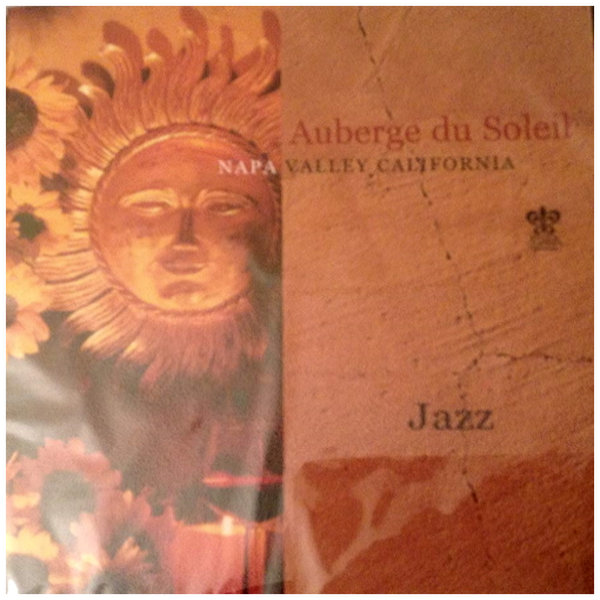 Auberge du Soleil
NAPA VALLEY CALIFORNIA
Jazz